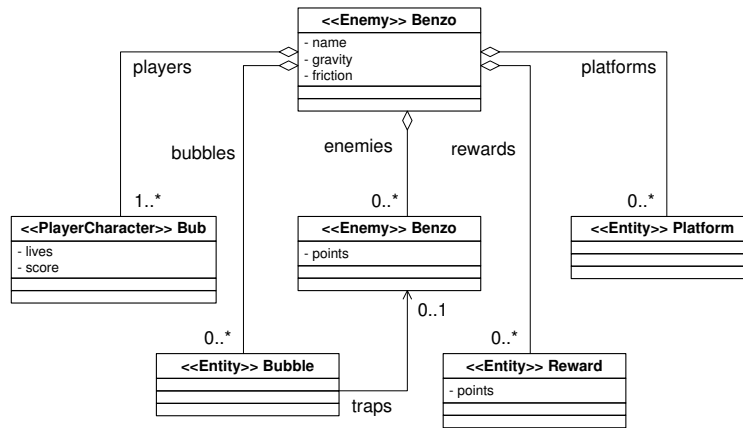 <<Enemy>> Benzo
- name
- gravity
- friction
players
platforms
bubbles
enemies
rewards
1..*
0..*
0..*
<<PlayerCharacter>> Bub
- lives
- score
<<Enemy>> Benzo
- points
<<Entity>> Platform
0..*
0..1
0..*
<<Entity>> Bubble
traps
<<Entity>> Reward
- points